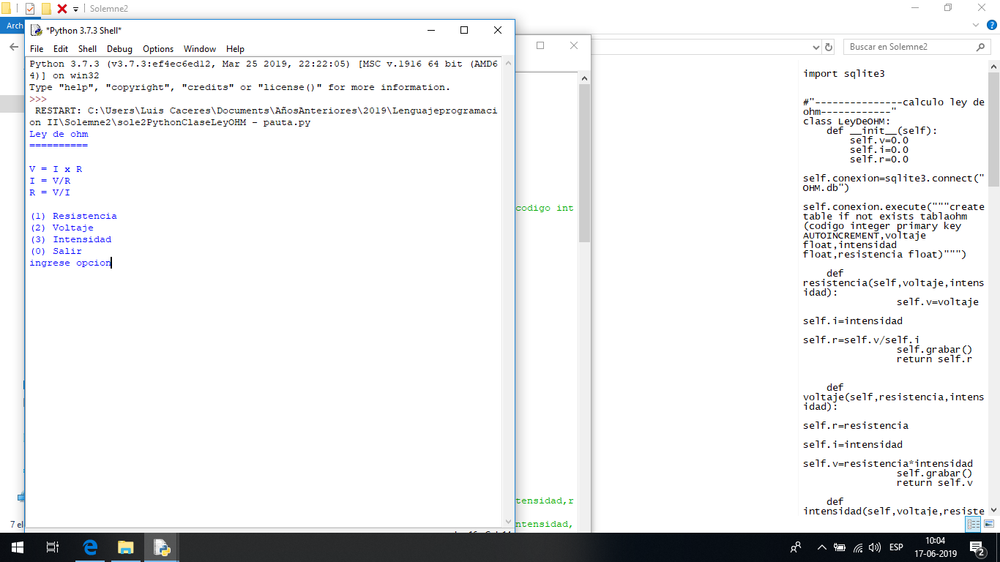 Solemne2
Arch
*Python 3.7.3 Shell*
File Edit Shell Debug Options Window Help
Python 3.7.3 (v3.7.3:ef4ec6ed12, Mar 25 2019, 22:22:05) [MSC v.1916 64 bit (AMD6
4)] on win32
Type "help", "copyright", "credits" or "license()" for more information.
>>>
RESTART: C:\Users\Luis Caceres\Documents\AñosAnteriores\2019\Lenguajeprogramaci
on II\Solemne2\sole2PythonClaseLeyOHM - pauta.py
Ley de ohm
==========
V = I x R
I = V/R
R = V/I
(1) Resistencia
(2) Voltaje
(3) Intensidad
(0) Salir
ingrese opcion
codigo int
tensidad,r
ntensidad,
7 el
Buscar en Solemne2
import sqlite3
#"---------------calculo ley de
ohm------------"
class LeyDeOHM:
def __init__(self):
self.v=0.0
self.i=0.0
self.r=0.0
self.conexion=sqlite3.connect("
OHM.db")
self.conexion.execute("""create
table if not exists tablaohm
(codigo integer primary key
AUTOINCREMENT,voltaje
float,intensidad
float,resistencia float)""")
def
resistencia(self,voltaje,intens
idad):
self.v=voltaje
self.i=intensidad
self.r=self.v/self.i
self.grabar()
return self.r
def
voltaje(self,resistencia,intens
idad):
self.r=resistencia
self.i=intensidad
self.v=resistencia*intensidad
self.grabar()
return self.v
def
intensidad(self,voltaje,resiste
ESP
10:04
17-06-2019
2